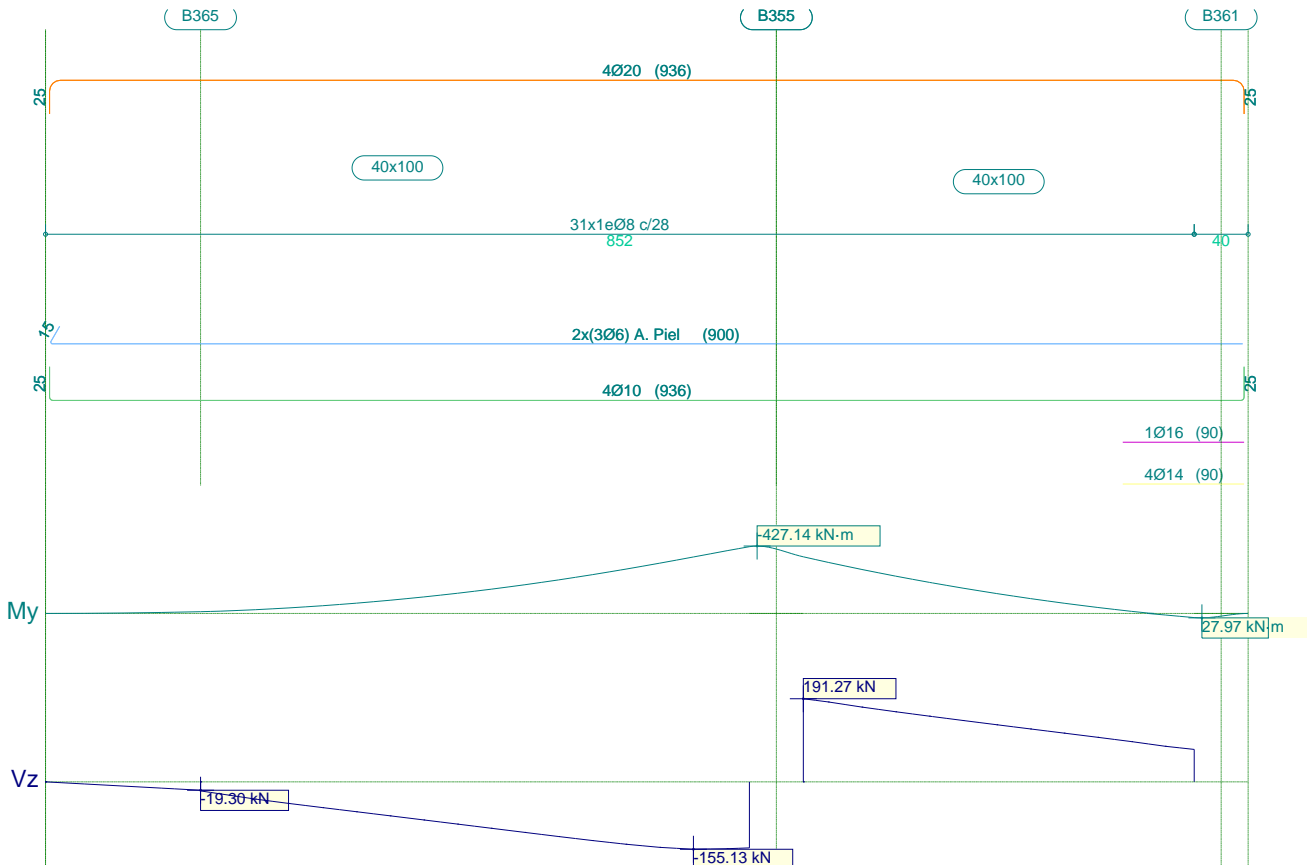 B365 B355 B361
4Ø20 (936)
25 25
40x100 40x100
31x1eØ8 c/28
852 40
15 2x(3Ø6) A. Piel (900)
25 4Ø10 (936) 25
1Ø16 (90)
4Ø14 (90)
-427.14 kN·m
My
27.97 kN·m
191.27 kN
Vz
-19.30 kN
-155.13 kN